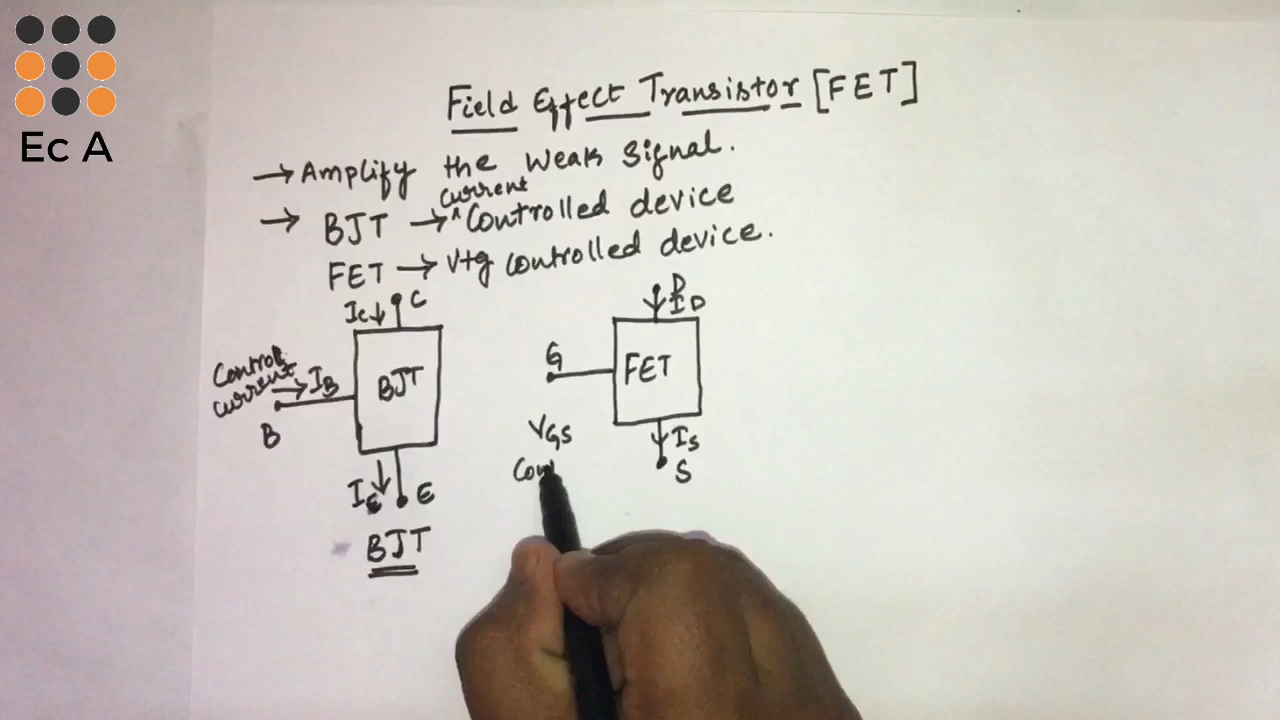 Ec A
Field Effect Transistor [FET]
→ Amplify the weak signal.
→ BJT → current controlled device
FET → Vtg controlled device.
IC
C
Control
current
IB
B
BJT
IE
E
BJT
D
ID
G
FET
VGS
Con
IS
S